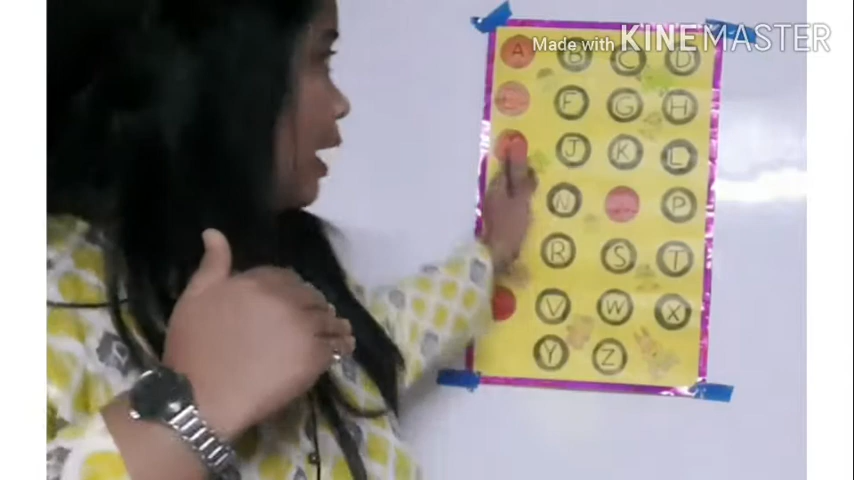 Made with KINEMASTER
A B C D
F G H
J K L
N P
R S T
V W X
Y Z